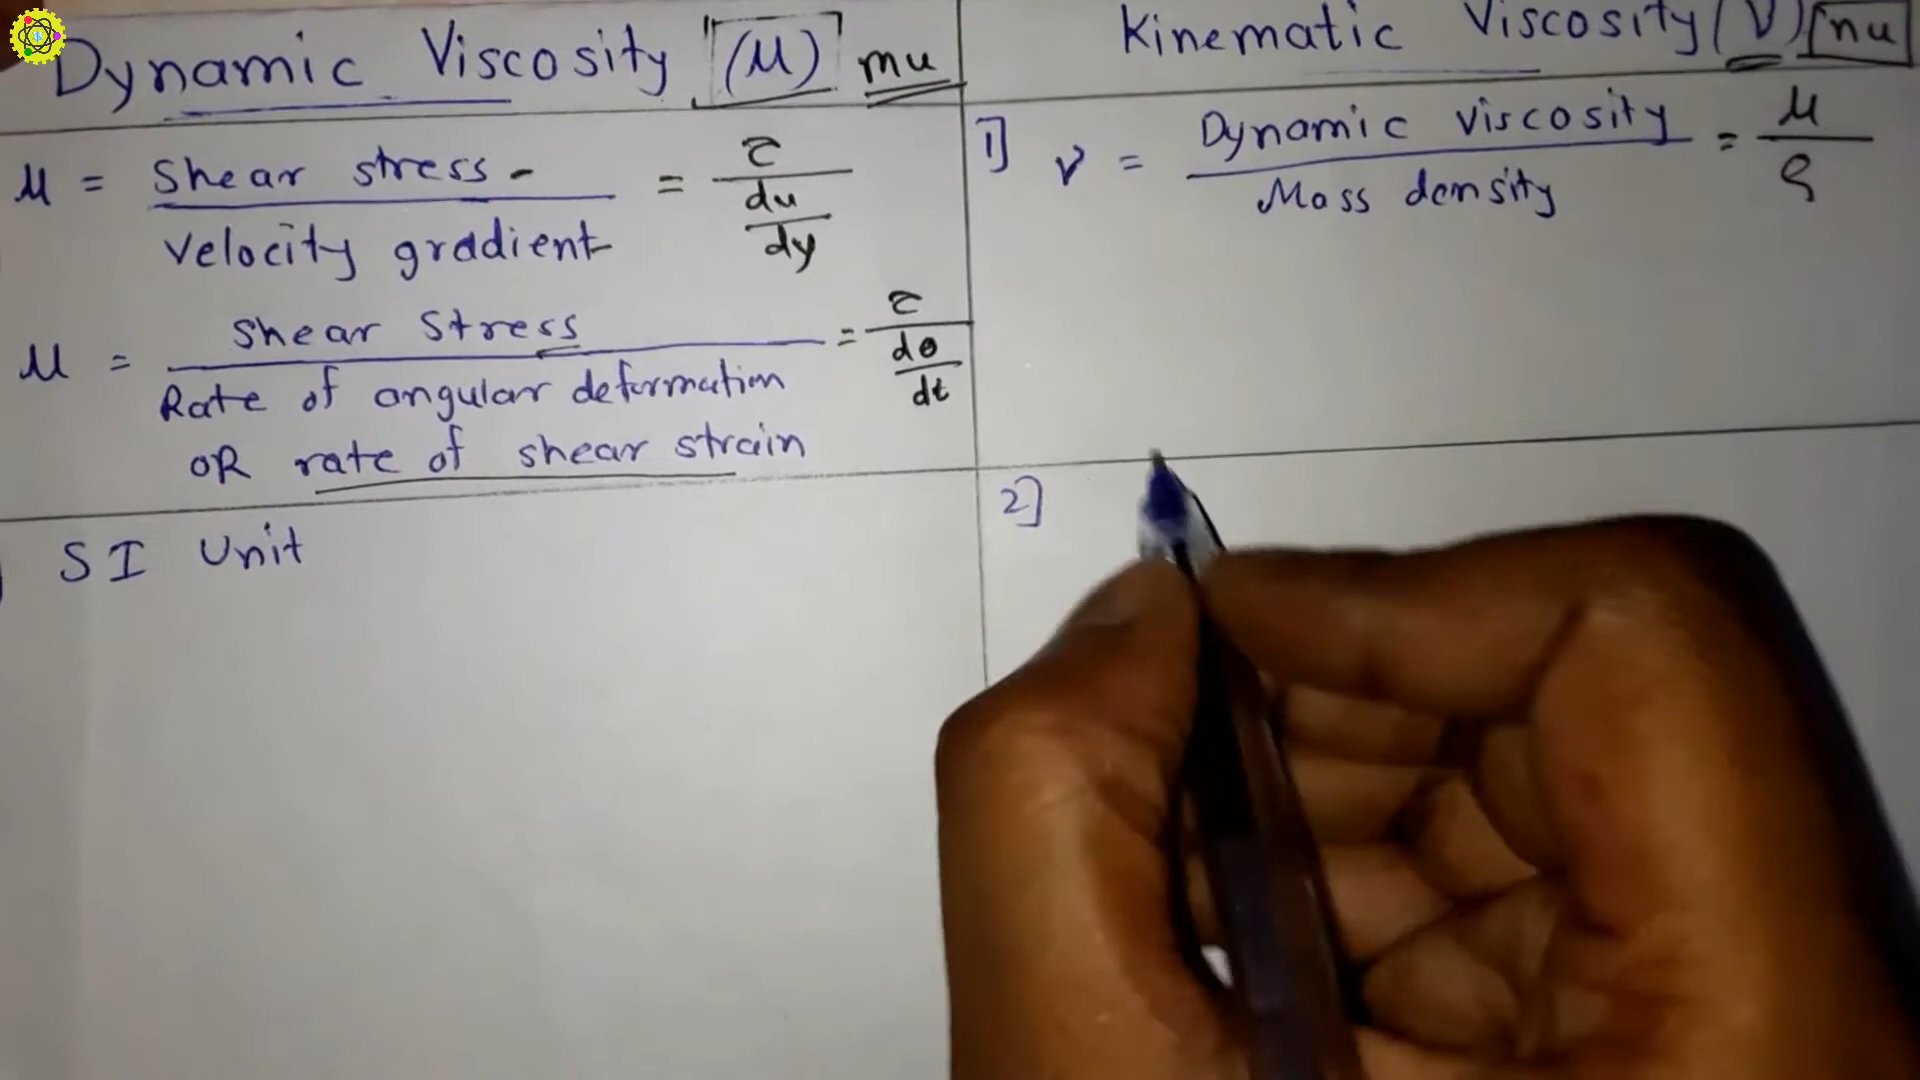 Dynamic Viscosity (μ) mu
μ = Shear stress / Velocity gradient = τ / du/dy
μ = Shear Stress / Rate of angular deformation = τ / dθ/dt
OR rate of shear strain
SI Unit
Kinematic Viscosity (ν) nu
1] ν = Dynamic viscosity / Mass density = μ / ρ
2]